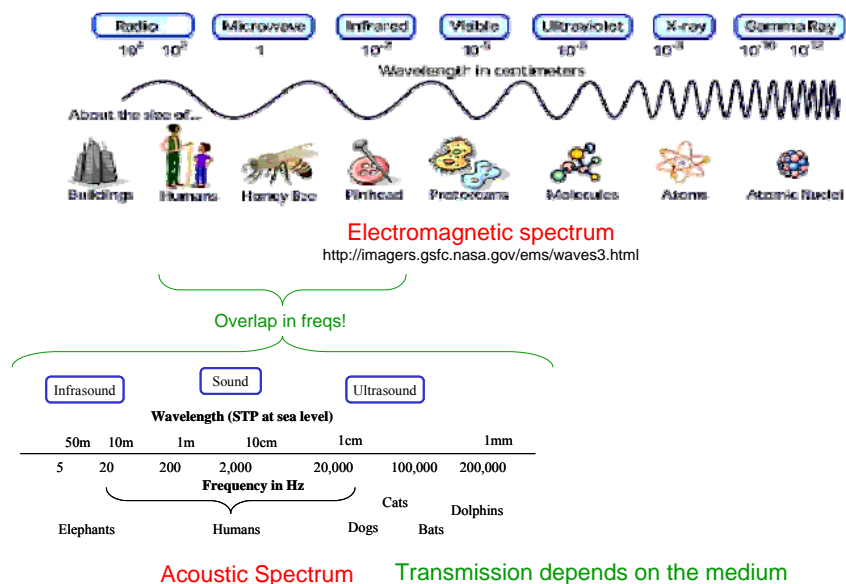 Radio Microwave Infrared Visible Ultraviolet X-ray Gamma Ray
Wavelength in centimeters
About the size of...
Buildings Humans Honey Bee Pinhead Protozoans Molecules Atoms Atomic Nuclei
Electromagnetic spectrum
http://imagers.gsfc.nasa.gov/ems/waves3.html
Overlap in freqs!
Infrasound Sound Ultrasound
Wavelength (STP at sea level)
50m 10m 1m 10cm 1cm 1mm
5 20 200 2,000 20,000 100,000 200,000
Frequency in Hz
Cats
Dolphins
Elephants Humans Dogs Bats
Acoustic Spectrum Transmission depends on the medium